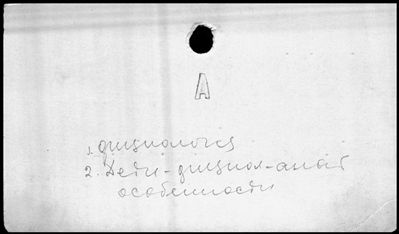 А
1. физиология
2. Дети - физиол-анат
особенности